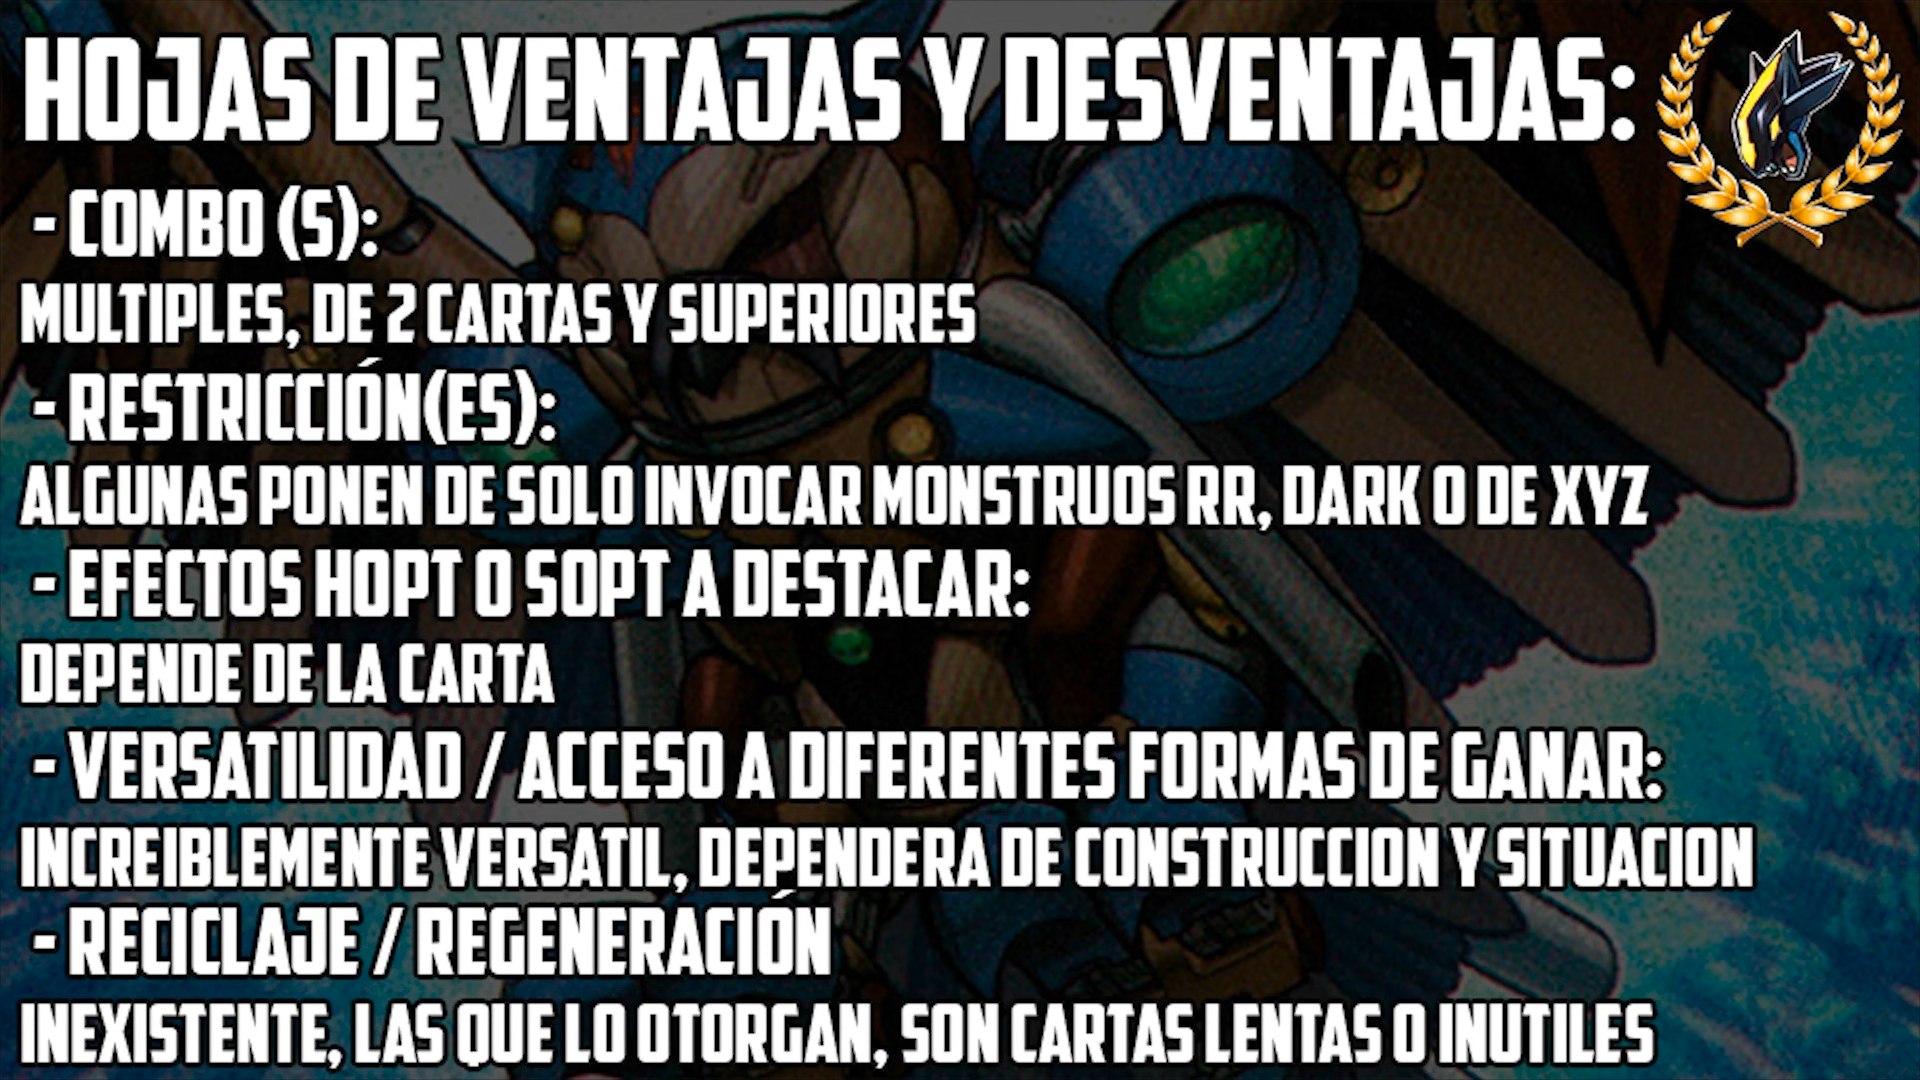 HOJAS DE VENTAJAS Y DESVENTAJAS:
- COMBO (S):
MULTIPLES, DE 2 CARTAS Y SUPERIORES
- RESTRICCIÓN(ES):
ALGUNAS PONEN DE SOLO INVOCAR MONSTRUOS RR, DARK O DE XYZ
- EFECTOS HOPT O SOPT A DESTACAR:
DEPENDE DE LA CARTA
- VERSATILIDAD / ACCESO A DIFERENTES FORMAS DE GANAR:
INCREIBLEMENTE VERSATIL, DEPENDERA DE CONSTRUCCION Y SITUACION
- RECICLAJE / REGENERACIÓN
INEXISTENTE, LAS QUE LO OTORGAN, SON CARTAS LENTAS O INUTILES